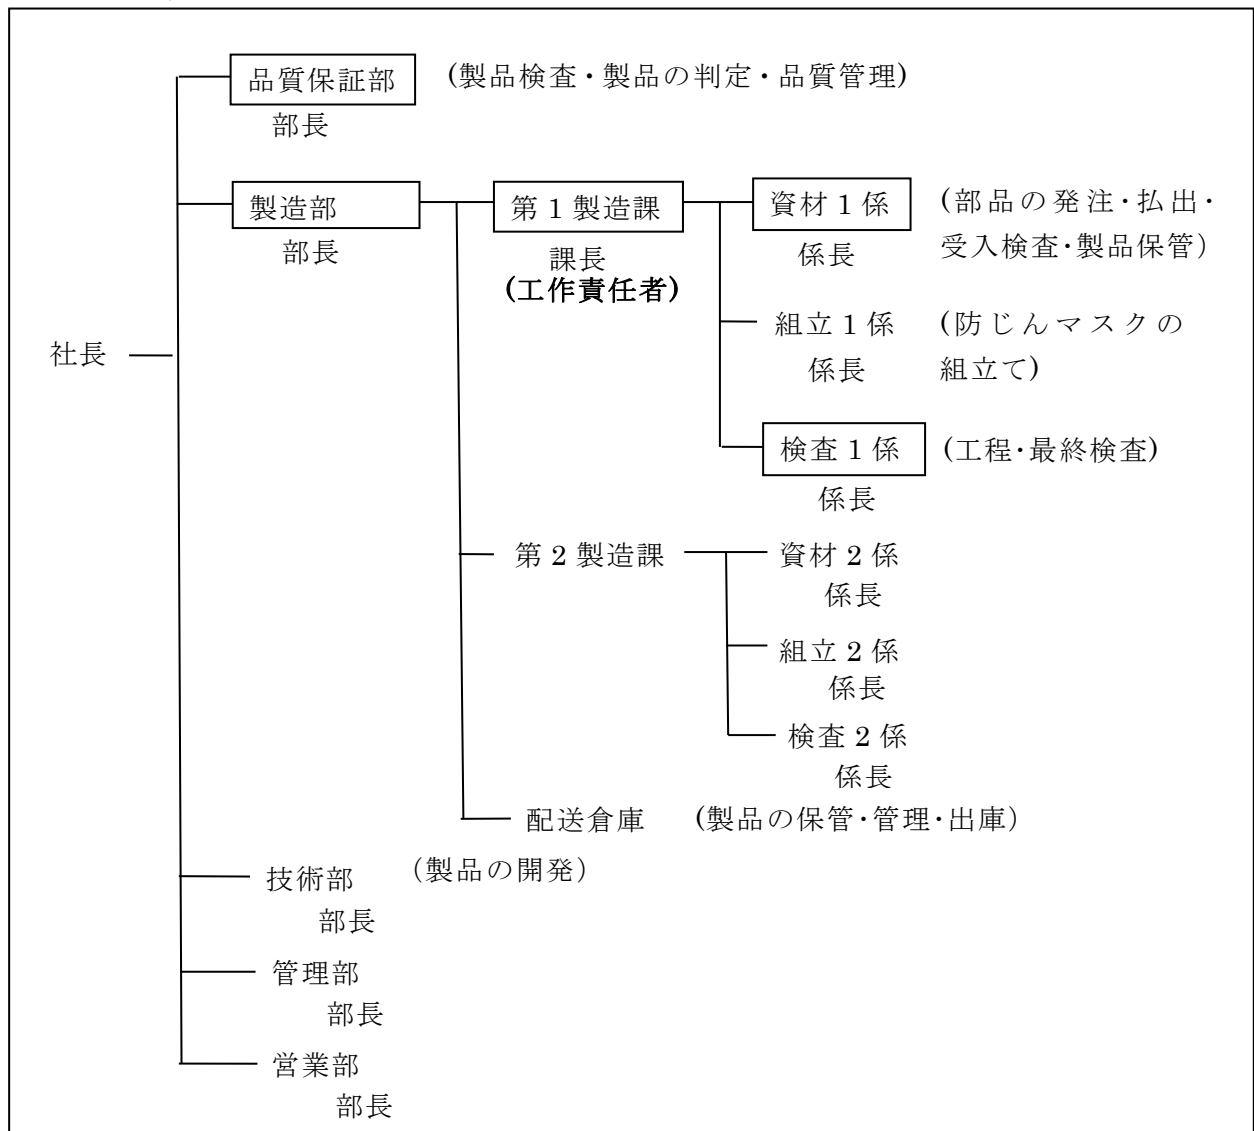 品質保証部 (製品検査・製品の判定・品質管理)
部長
製造部 第1製造課 資材1係 (部品の発注・払出・
部長 課長 係長 受入検査・製品保管)
(工作責任者)
組立1係 (防じんマスクの
社長
係長 組立て)
検査1係 (工程・最終検査)
係長
第2製造課 資材2係
係長
組立2係
係長
検査2係
係長
配送倉庫 (製品の保管・管理・出庫)
技術部 (製品の開発)
部長
管理部
部長
営業部
部長